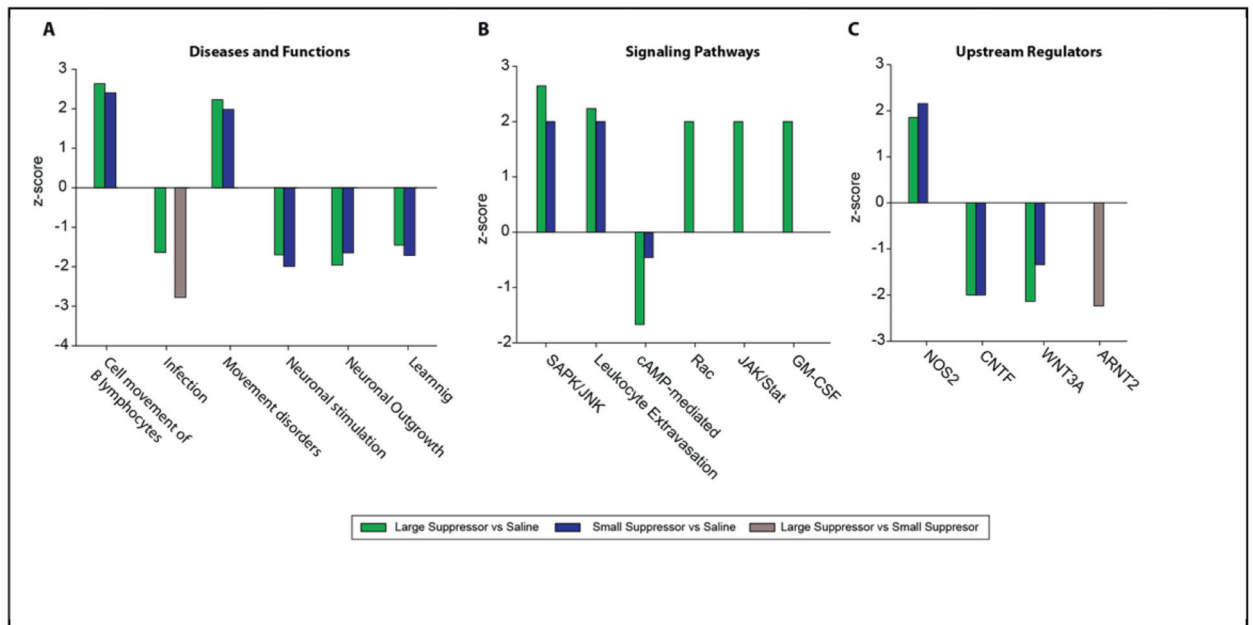 A
Diseases and Functions
z-score
3
2
1
0
-1
-2
-3
-4
Cell movement of
B lymphocytes
Infection
Movement disorders
Neuronal stimulation
Neuronal Outgrowth
Learnnig
B
Signaling Pathways
z-score
3
2
1
0
-1
-2
SAPK/JNK
Leukocyte Extravasation
cAMP-mediated
Rac
JAK/Stat
GM-CSF
C
Upstream Regulators
z-score
3
2
1
0
-1
-2
-3
NOS2
CNTF
WNT3A
ARNT2
Large Suppressor vs Saline
Small Suppressor vs Saline
Large Suppressor vs Small Suppresor